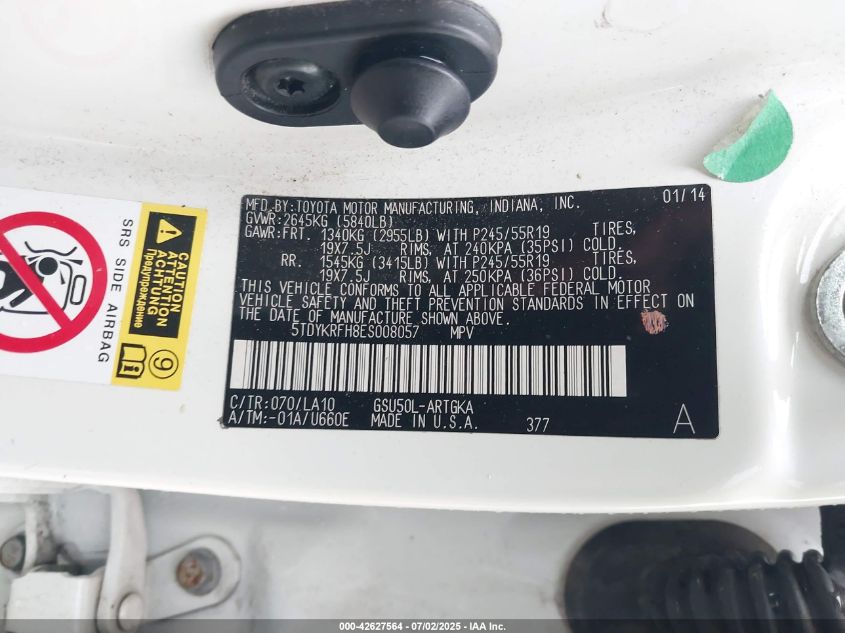 MFD.BY:TOYOTA MOTOR MANUFACTURING, INDIANA, INC. 01/14
GVWR:2645KG (5840LB)
GAWR:FRT. 1340KG (2955LB) WITH P245/55R19 TIRES,
19X7.5J RIMS, AT 240KPA (35PSI) COLD.
RR. 1545KG (3415LB) WITH P245/55R19 TIRES,
19X7.5J RIMS, AT 250KPA (36PSI) COLD.
THIS VEHICLE CONFORMS TO ALL APPLICABLE FEDERAL MOTOR
VEHICLE SAFETY AND THEFT PREVENTION STANDARDS IN EFFECT ON
THE DATE OF MANUFACTURE SHOWN ABOVE.
5TDYKRFH8ES008057 MPV
C/TR:070/LA10 GSU50L-ARTGKA
A/TM:-01A/U660E MADE IN U.S.A. 377 A
SRS SIDE AIRBAG
CAUTION
ATTENTION
ACHTUNG
Предупреждение
9
000-42627564 - 07/02/2025 - IAA Inc.